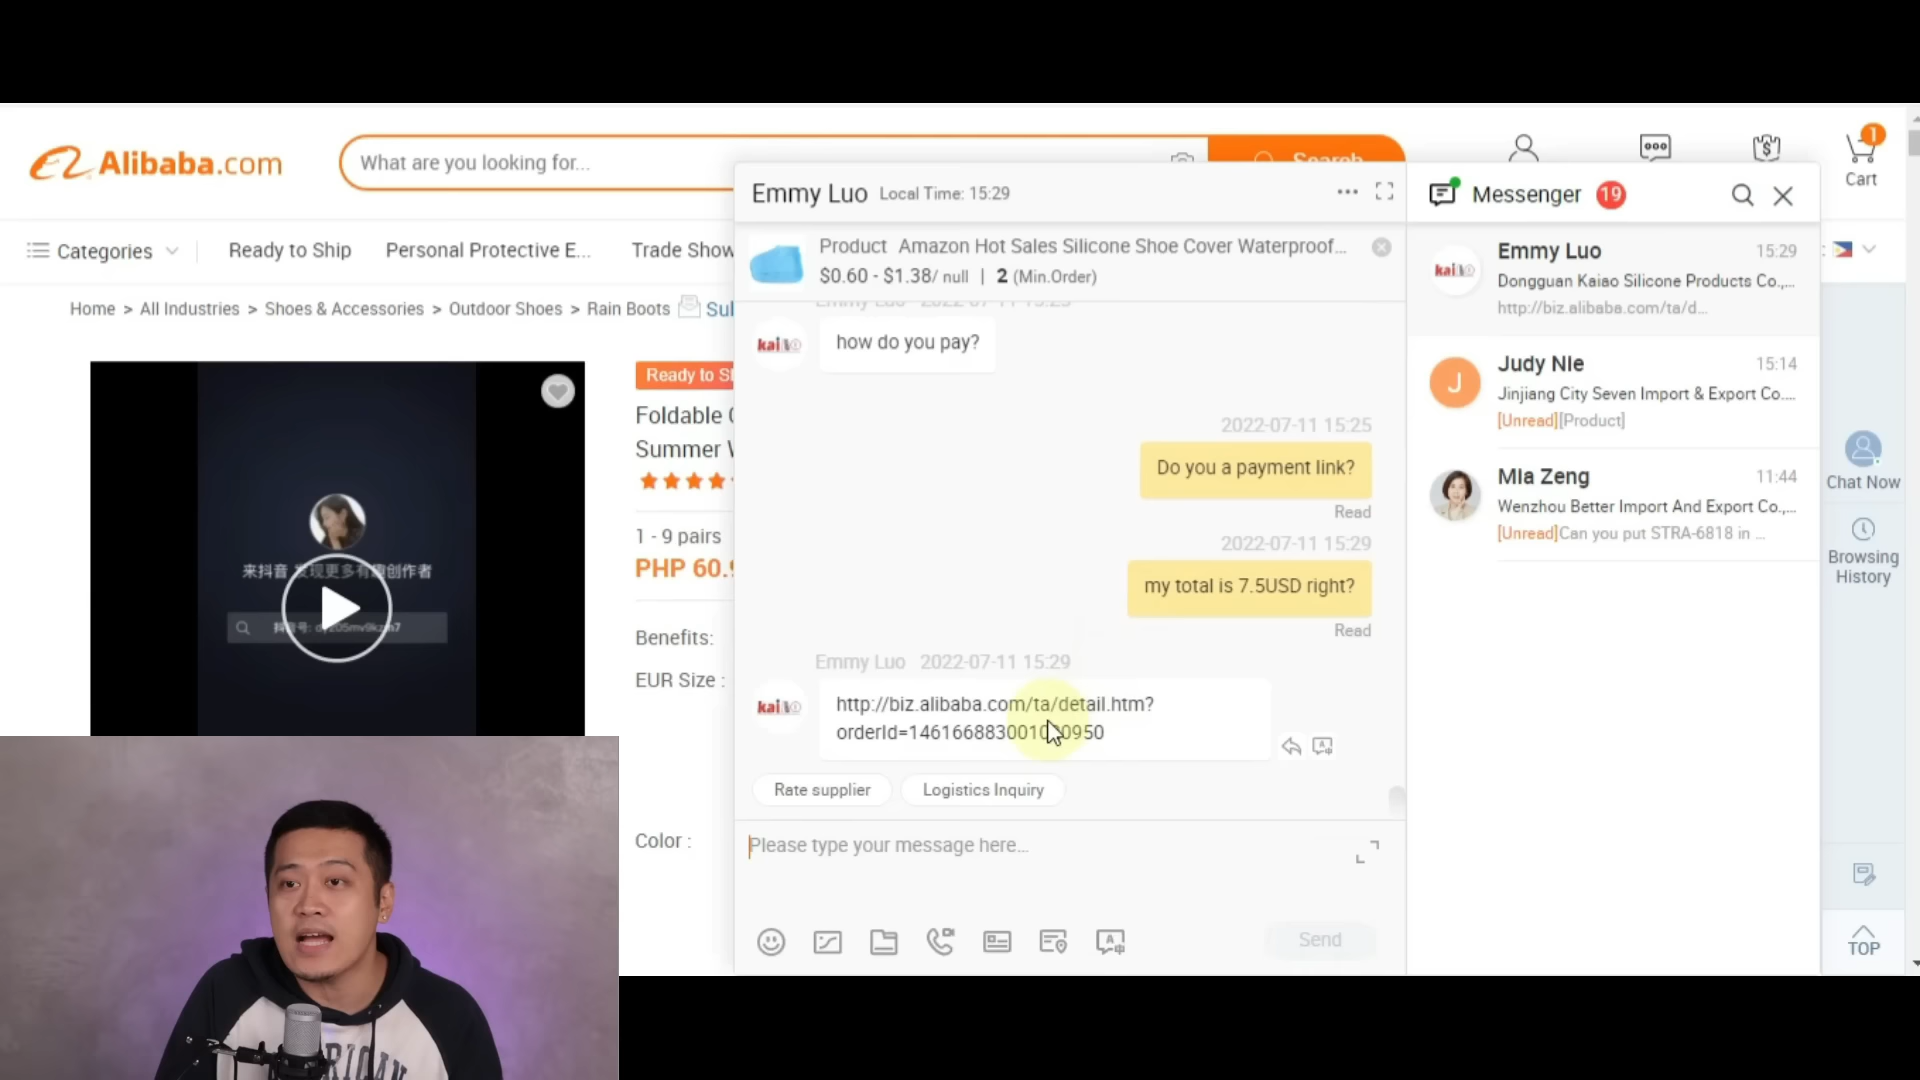 Alibaba.com
What are you looking for...
Search
1
Cart
Categories
Ready to Ship
Personal Protective E...
Trade Show
Home > All Industries > Shoes & Accessories > Outdoor Shoes > Rain Boots
Ready to
Foldable
Summer
1 - 9 pairs
PHP 60.
Benefits:
EUR Size :
Color :
来抖音
创作者
Emmy Luo Local Time: 15:29
Product Amazon Hot Sales Silicone Shoe Cover Waterproof...
$0.60 - $1.38/ null | 2 (Min.Order)
how do you pay?
2022-07-11 15:25
Do you a payment link?
Read
2022-07-11 15:29
my total is 7.5USD right?
Read
Emmy Luo 2022-07-11 15:29
http://biz.alibaba.com/ta/detail.htm?
Rate supplier
Logistics Inquiry
Please type your message here...
Send
Messenger 19
Emmy Luo 15:29
Dongguan Kaiao Silicone Products Co.,...
http://biz.alibaba.com/ta/d...
J
Judy Nie 15:14
Jinjiang City Seven Import & Export Co....
[Unread][Product]
Mia Zeng 11:44
Wenzhou Better Import And Export Co.,...
[Unread]Can you put STRA-6818 in ...
Chat Now
Browsing
History
TOP